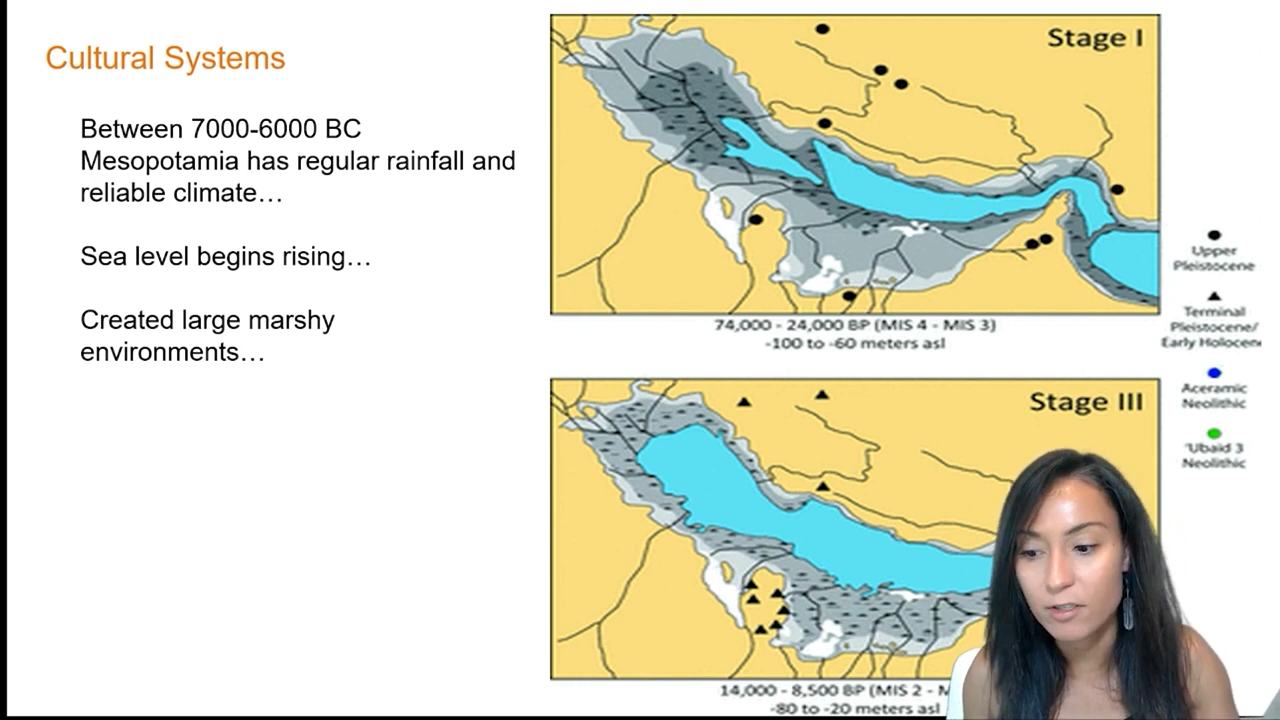 Cultural Systems
Between 7000-6000 BC
Mesopotamia has regular rainfall and
reliable climate…
Sea level begins rising…
Created large marshy
environments…
Stage I
74,000 - 24,000 BP (MIS 4 - MIS 3)
-100 to -60 meters asl
Upper
Pleistocene
Terminal
Pleistocene/
Early Holocene
Aceramic
Neolithic
'Ubaid 3
Neolithic
Stage III
14,000 - 8,500 BP (MIS 2 - M
-80 to -20 meters asl